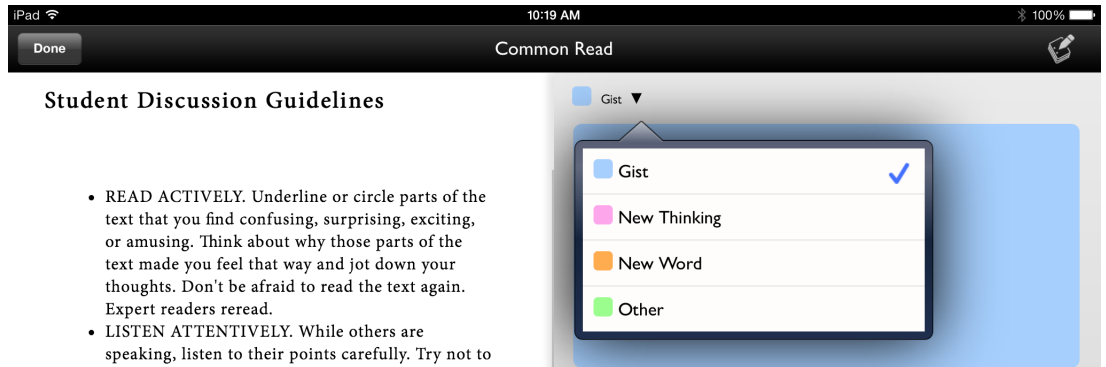 iPad 10:19 AM 100%
Done Common Read
Student Discussion Guidelines
Gist ▼
Gist
New Thinking
New Word
Other
• READ ACTIVELY. Underline or circle parts of the
text that you find confusing, surprising, exciting,
or amusing. Think about why those parts of the
text made you feel that way and jot down your
thoughts. Don't be afraid to read the text again.
Expert readers reread.
• LISTEN ATTENTIVELY. While others are
speaking, listen to their points carefully. Try not to